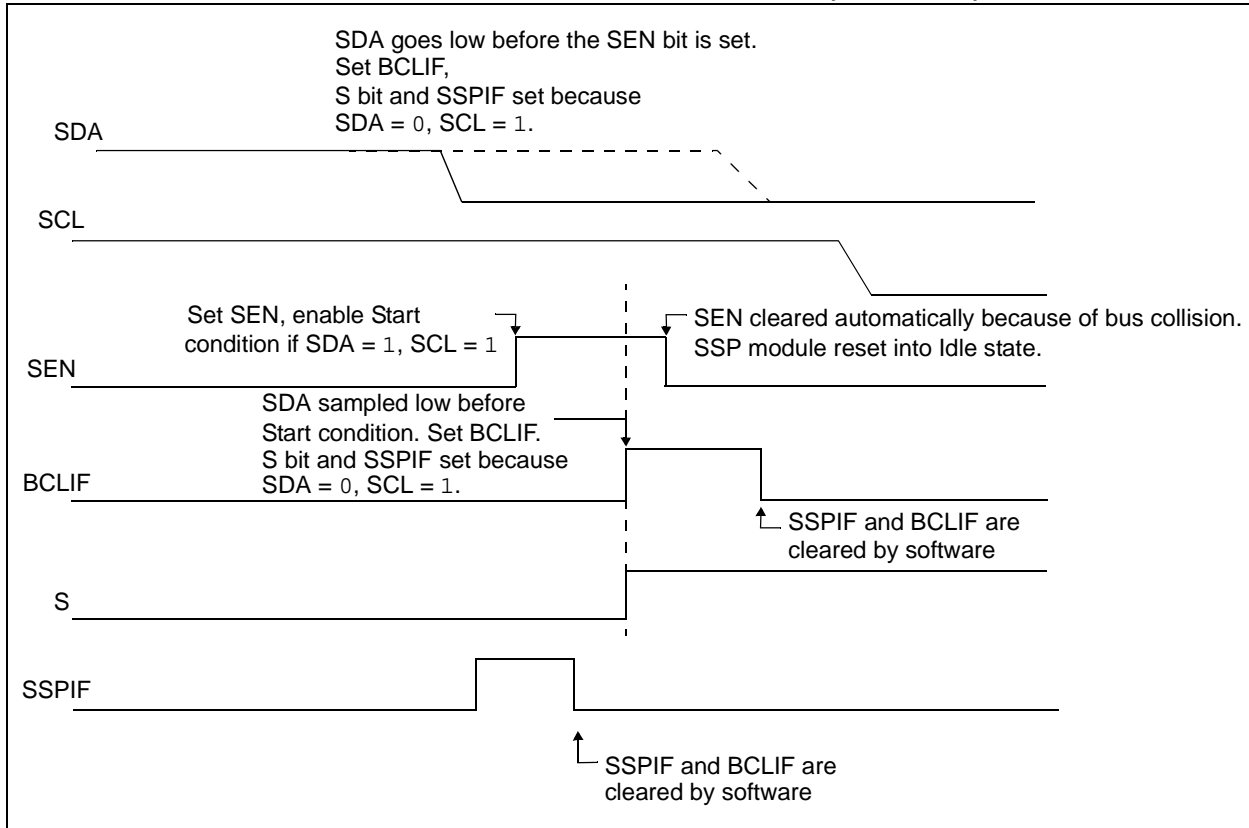 SDA goes low before the SEN bit is set.
Set BCLIF,
S bit and SSPIF set because
SDA = 0, SCL = 1.
SDA
SCL
Set SEN, enable Start
condition if SDA = 1, SCL = 1
SEN cleared automatically because of bus collision.
SSP module reset into Idle state.
SEN
SDA sampled low before
Start condition. Set BCLIF.
S bit and SSPIF set because
SDA = 0, SCL = 1.
BCLIF
SSPIF and BCLIF are
cleared by software
S
SSPIF
SSPIF and BCLIF are
cleared by software